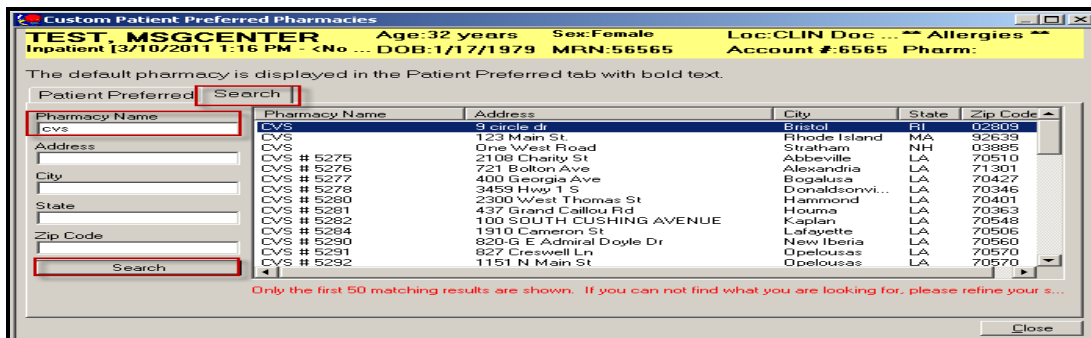 Custom Patient Preferred Pharmacies
TEST, MSGCENTER Age:32 years Sex:Female Loc:CLIN Doc ... ** Allergies **
Inpatient [3/10/2011 1:16 PM - <No ... DOB:1/17/1979 MRN:56565 Account #:6565 Pharm:
The default pharmacy is displayed in the Patient Preferred tab with bold text.
Patient Preferred Search
Pharmacy Name
cvs
Address
City
State
Zip Code
Search
Pharmacy Name Address City State Zip Code
CVS 9 circle dr Bristol RI 02809
CVS 123 Main St. Rhode Island MA 92639
CVS One West Road Stratham NH 03885
CVS # 5275 2108 Charity St Abbeville LA 70510
CVS # 5276 721 Bolton Ave Alexandria LA 71301
CVS # 5277 400 Georgia Ave Bogalusa LA 70427
CVS # 5278 3459 Hwy 1 S Donaldsonvi... LA 70346
CVS # 5280 2300 West Thomas St Hammond LA 70401
CVS # 5281 437 Grand Caillou Rd Houma LA 70363
CVS # 5282 100 SOUTH CUSHING AVENUE Kaplan LA 70548
CVS # 5284 1910 Cameron St Lafayette LA 70506
CVS # 5290 820-G E Admiral Doyle Dr New Iberia LA 70560
CVS # 5291 827 Creswell Ln Opelousas LA 70570
CVS # 5292 1151 N Main St Opelousas LA 70570
Only the first 50 matching results are shown. If you can not find what you are looking for, please refine your s...
Close